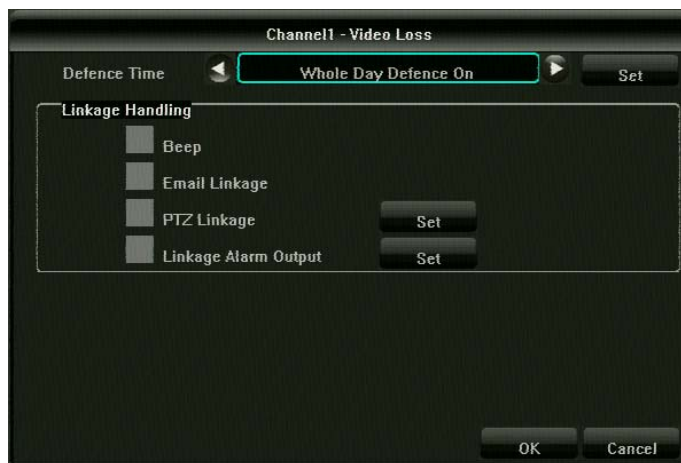 Channel1 - Video Loss
Defence Time Whole Day Defence On Set
Linkage Handling
Beep
Email Linkage
PTZ Linkage Set
Linkage Alarm Output Set
OK Cancel